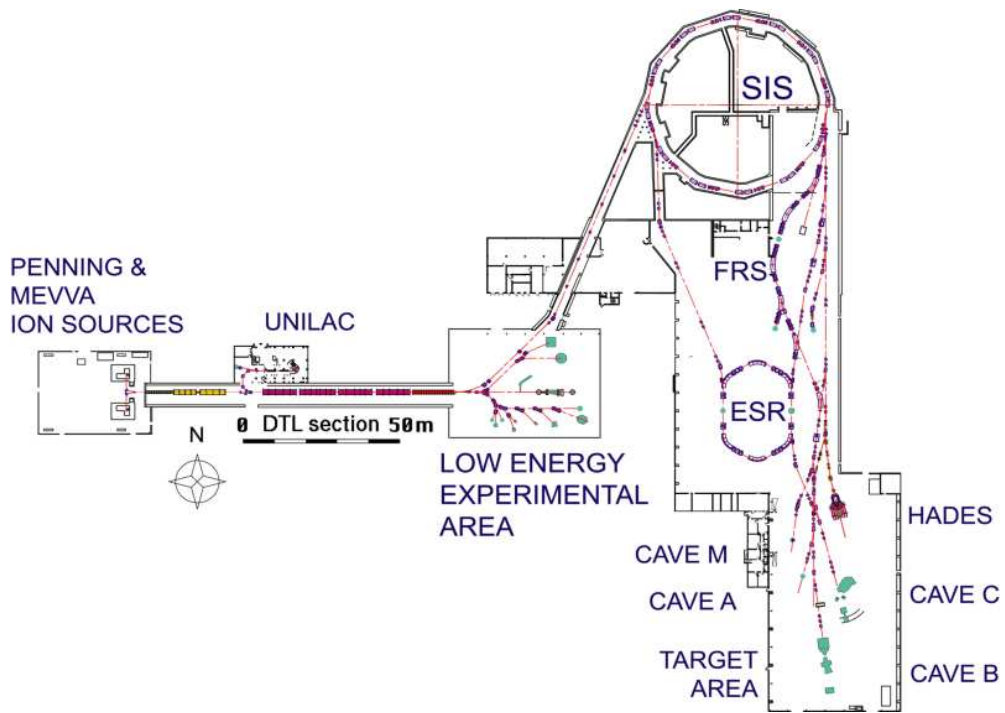 SIS
PENNING &
MEVVA
ION SOURCES
UNILAC
FRS
N
0 DTL section 50m
ESR
LOW ENERGY
EXPERIMENTAL
AREA
HADES
CAVE M
CAVE A
CAVE C
TARGET
AREA
CAVE B